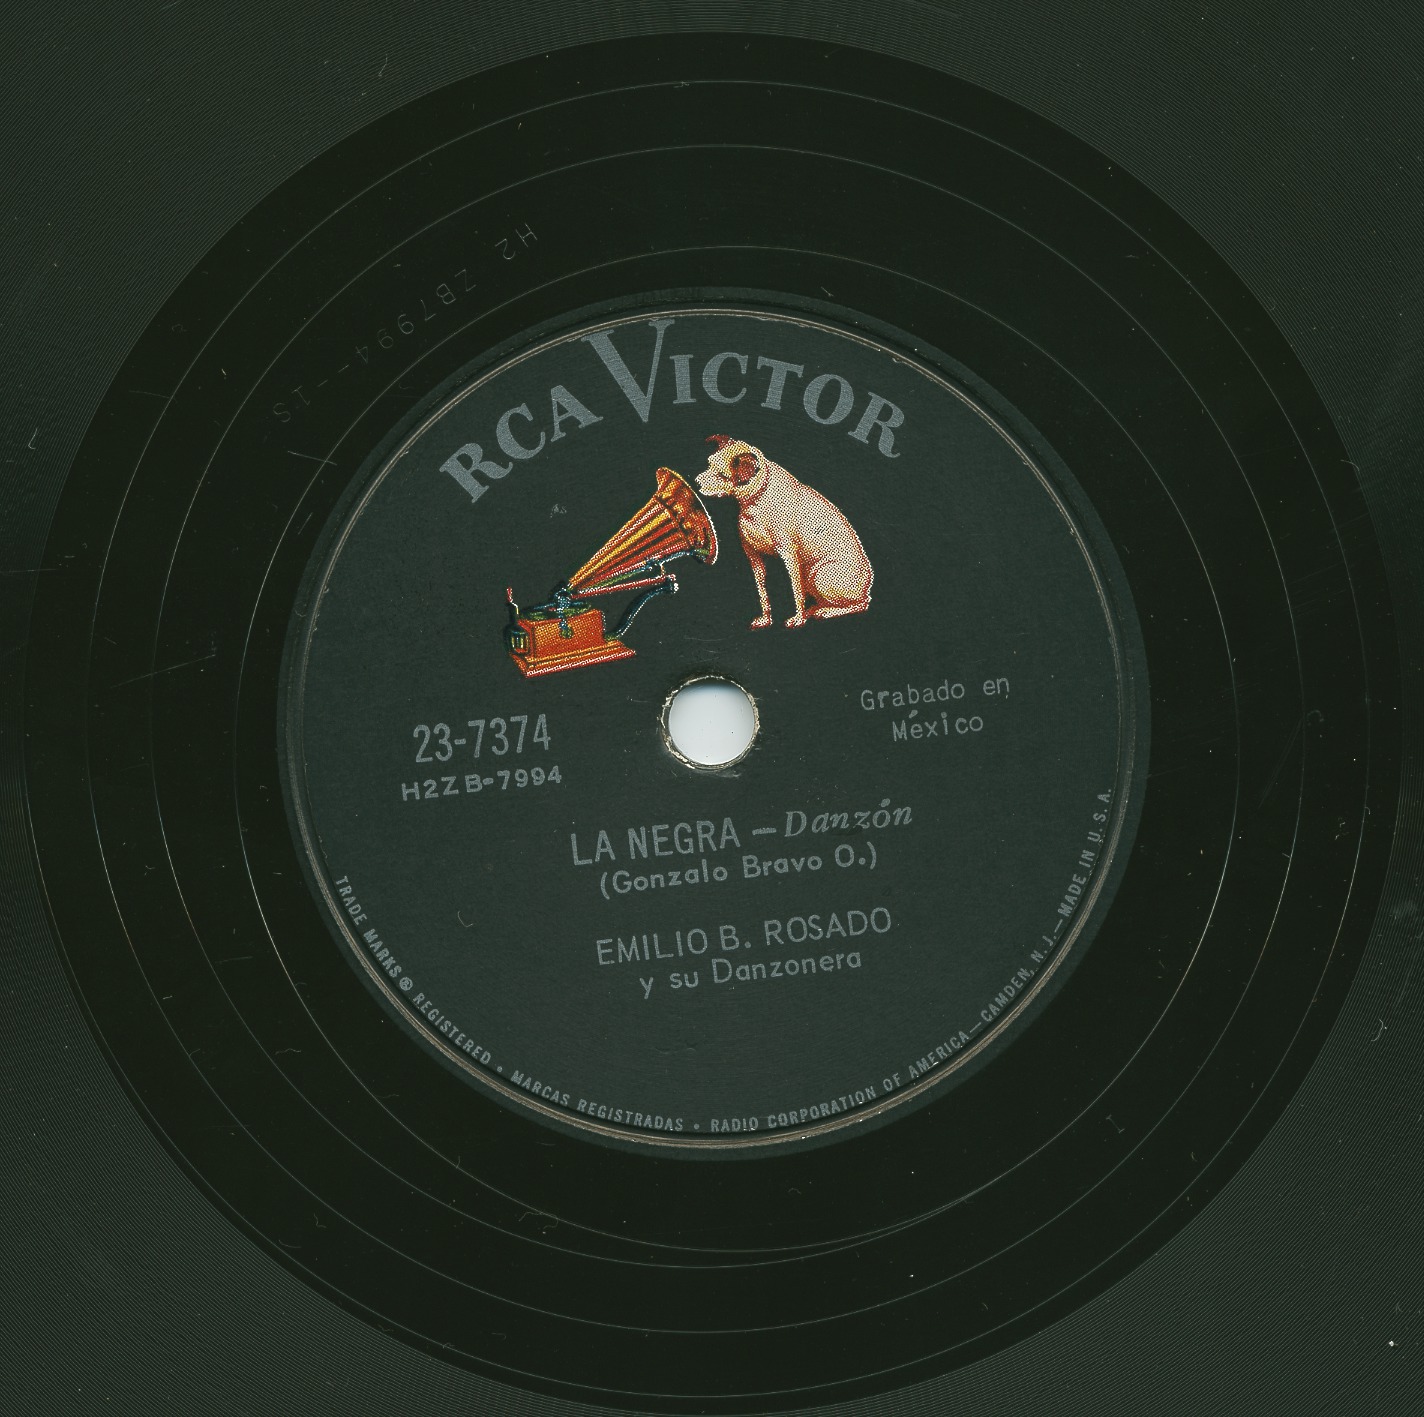 H2 ZB7994-1S
RCA VICTOR
Grabado en
México
23-7374
H2ZB-7994
LA NEGRA — Danzón
(Gonzalo Bravo O.)
EMILIO B. ROSADO
y su Danzonera
TRADE MARKS ® REGISTERED • MARCAS REGISTRADAS • RADIO CORPORATION OF AMERICA—CAMDEN, N. J.—MADE IN U. S. A.
I